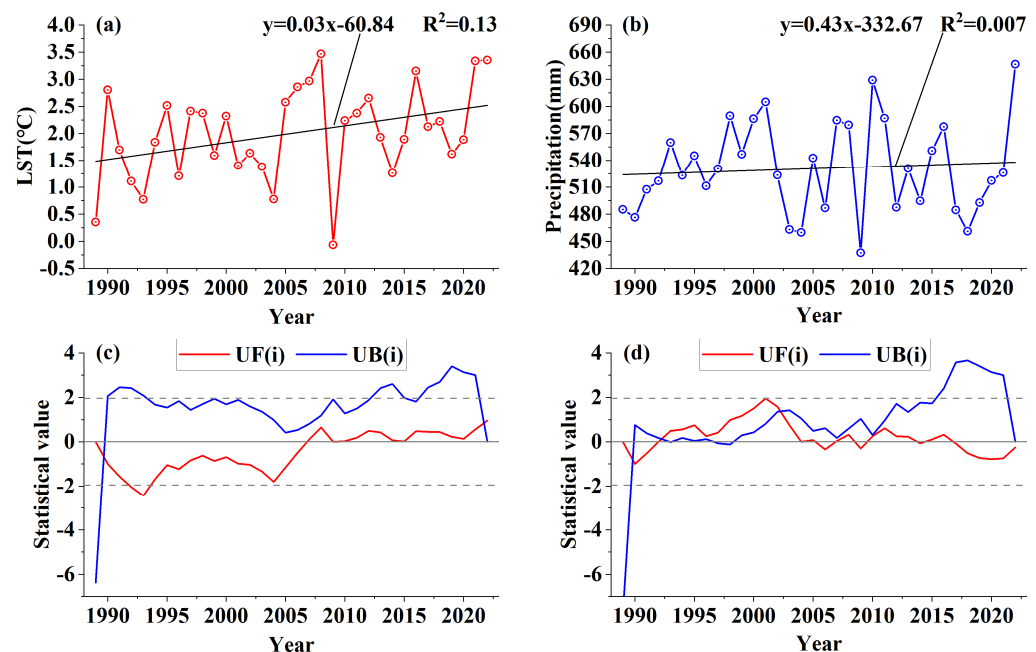 (a) y=0.03x-60.84 R²=0.13
LST(℃)
4.0
3.5
3.0
2.5
2.0
1.5
1.0
0.5
0.0
-0.5
1990 1995 2000 2005 2010 2015 2020
Year
(b) y=0.43x-332.67 R²=0.007
Precipitation(mm)
690
660
630
600
570
540
510
480
450
420
1990 1995 2000 2005 2010 2015 2020
Year
(c) UF(i) UB(i)
Statistical value
4
2
0
-2
-4
-6
1990 1995 2000 2005 2010 2015 2020
Year
(d) UF(i) UB(i)
Statistical value
4
2
0
-2
-4
-6
1990 1995 2000 2005 2010 2015 2020
Year